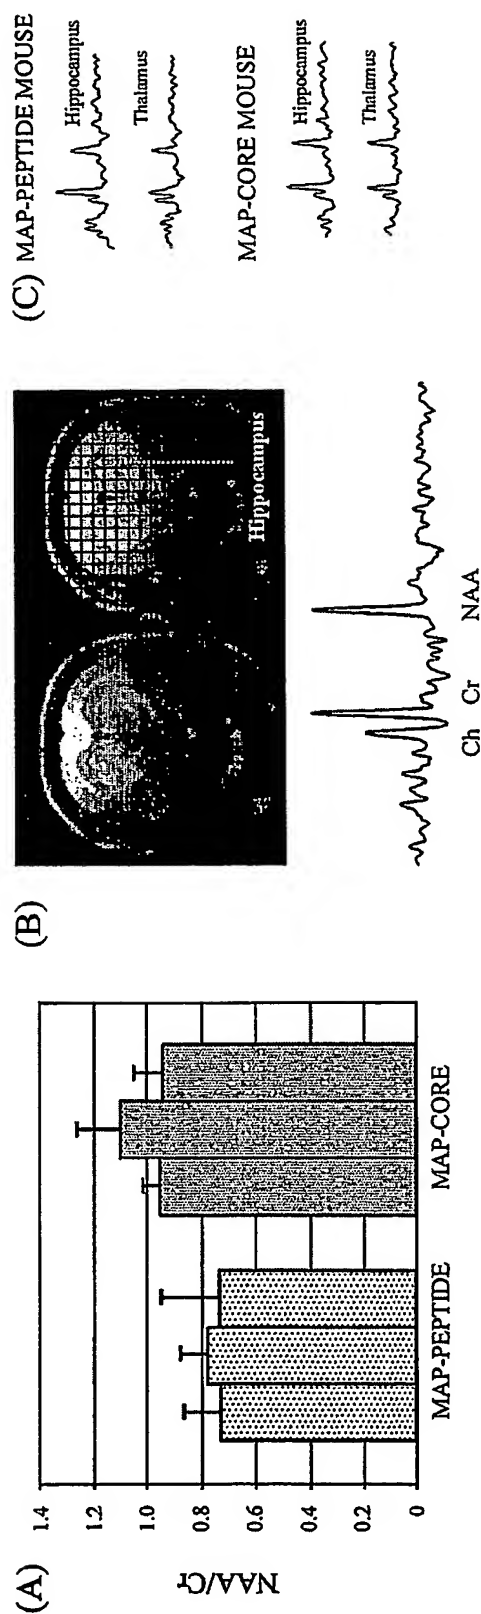 (A)
NAA/Cr
1.4
1.2
1.0
0.8
0.6
0.4
0.2
0
MAP-PEPTIDE
MAP-CORE
(B)
Hippocampus
Ch
Cr
NAA
(C)
MAP-PEPTIDE MOUSE
Hippocampus
Thalamus
MAP-CORE MOUSE
Hippocampus
Thalamus